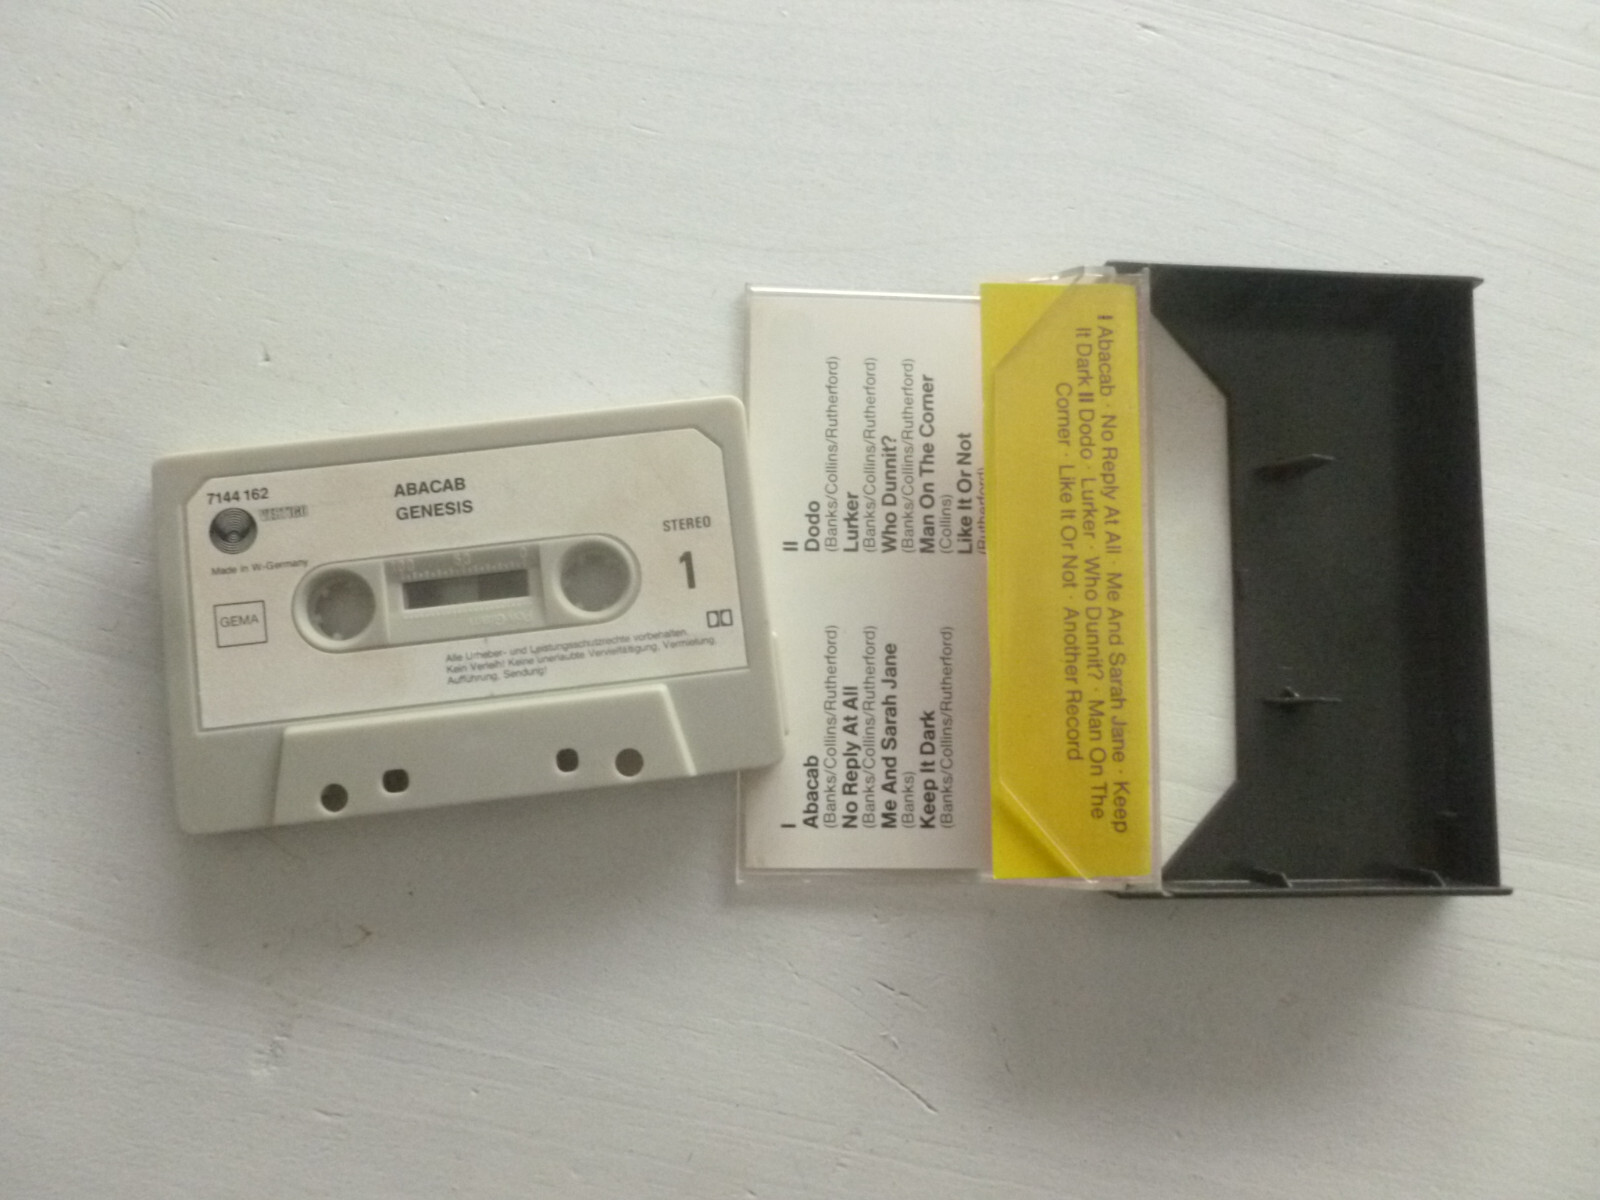 7144 162
VERTIGO
Made in W-Germany
GEMA
ABACAB
GENESIS
STEREO
1
Alle Urheber- und Leistungsschutzrechte vorbehalten.
Kein Verleih! Keine unerlaubte Vervielfältigung, Vermietung,
Aufführung, Sendung!
I
Abacab
(Banks/Collins/Rutherford)
No Reply At All
(Banks/Collins/Rutherford)
Me And Sarah Jane
(Banks)
Keep It Dark
(Banks/Collins/Rutherford)
II
Dodo
(Banks/Collins/Rutherford)
Lurker
(Banks/Collins/Rutherford)
Who Dunnit?
(Banks/Collins/Rutherford)
Man On The Corner
(Collins)
Like It Or Not
(Rutherford)
I Abacab · No Reply At All · Me And Sarah Jane · Keep
It Dark II Dodo · Lurker · Who Dunnit? · Man On The
Corner · Like It Or Not · Another Record